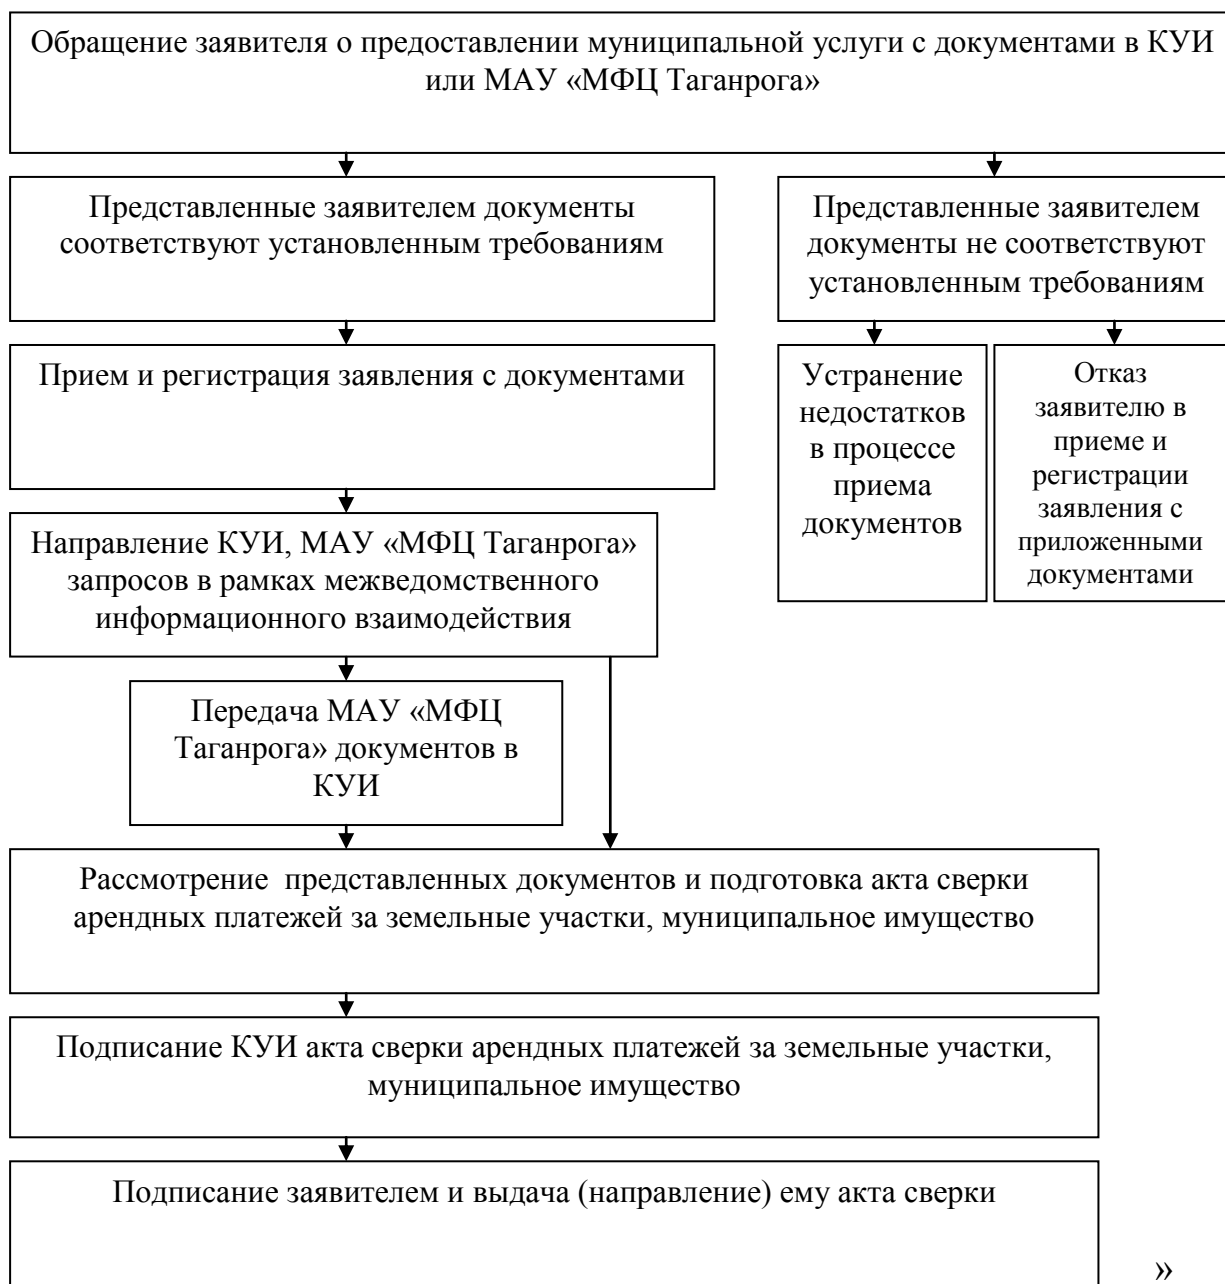 Обращение заявителя о предоставлении муниципальной услуги с документами в КУИ
или МАУ «МФЦ Таганрога»
Представленные заявителем документы
соответствуют установленным требованиям
Представленные заявителем
документы не соответствуют
установленным требованиям
Прием и регистрация заявления с документами
Устранение
недостатков
в процессе
приема
документов
Отказ
заявителю в
приеме и
регистрации
заявления с
приложенными
документами
Направление КУИ, МАУ «МФЦ Таганрога»
запросов в рамках межведомственного
информационного взаимодействия
Передача МАУ «МФЦ
Таганрога» документов в
КУИ
Рассмотрение  представленных документов и подготовка акта сверки
арендных платежей за земельные участки, муниципальное имущество
Подписание КУИ акта сверки арендных платежей за земельные участки,
муниципальное имущество
Подписание заявителем и выдача (направление) ему акта сверки
»